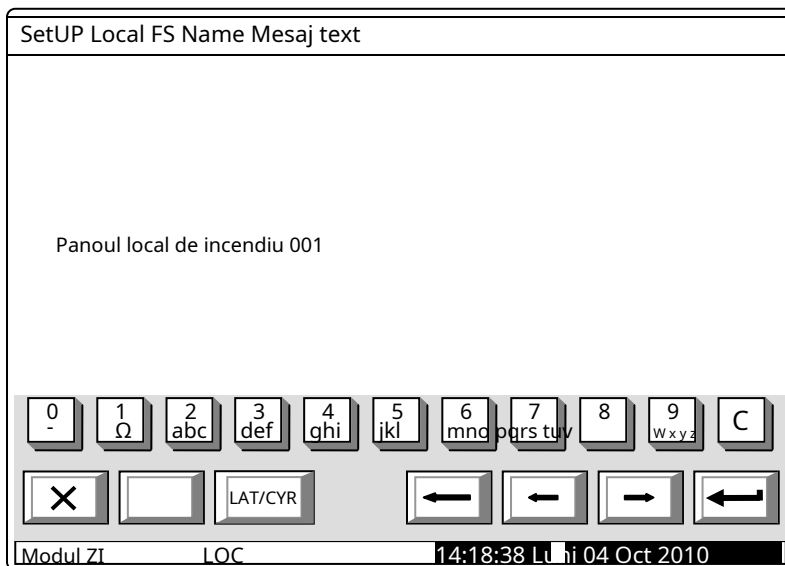 SetUP Local FS Name Mesaj text
Panoul local de incendiu 001
0 1 2 3 4 5 6 7 8 9 C
- Ω abc def ghi jkl mno pqrs tuv w x y z
LAT/CYR
Modul ZI LOC 14:18:38 Luni 04 Oct 2010